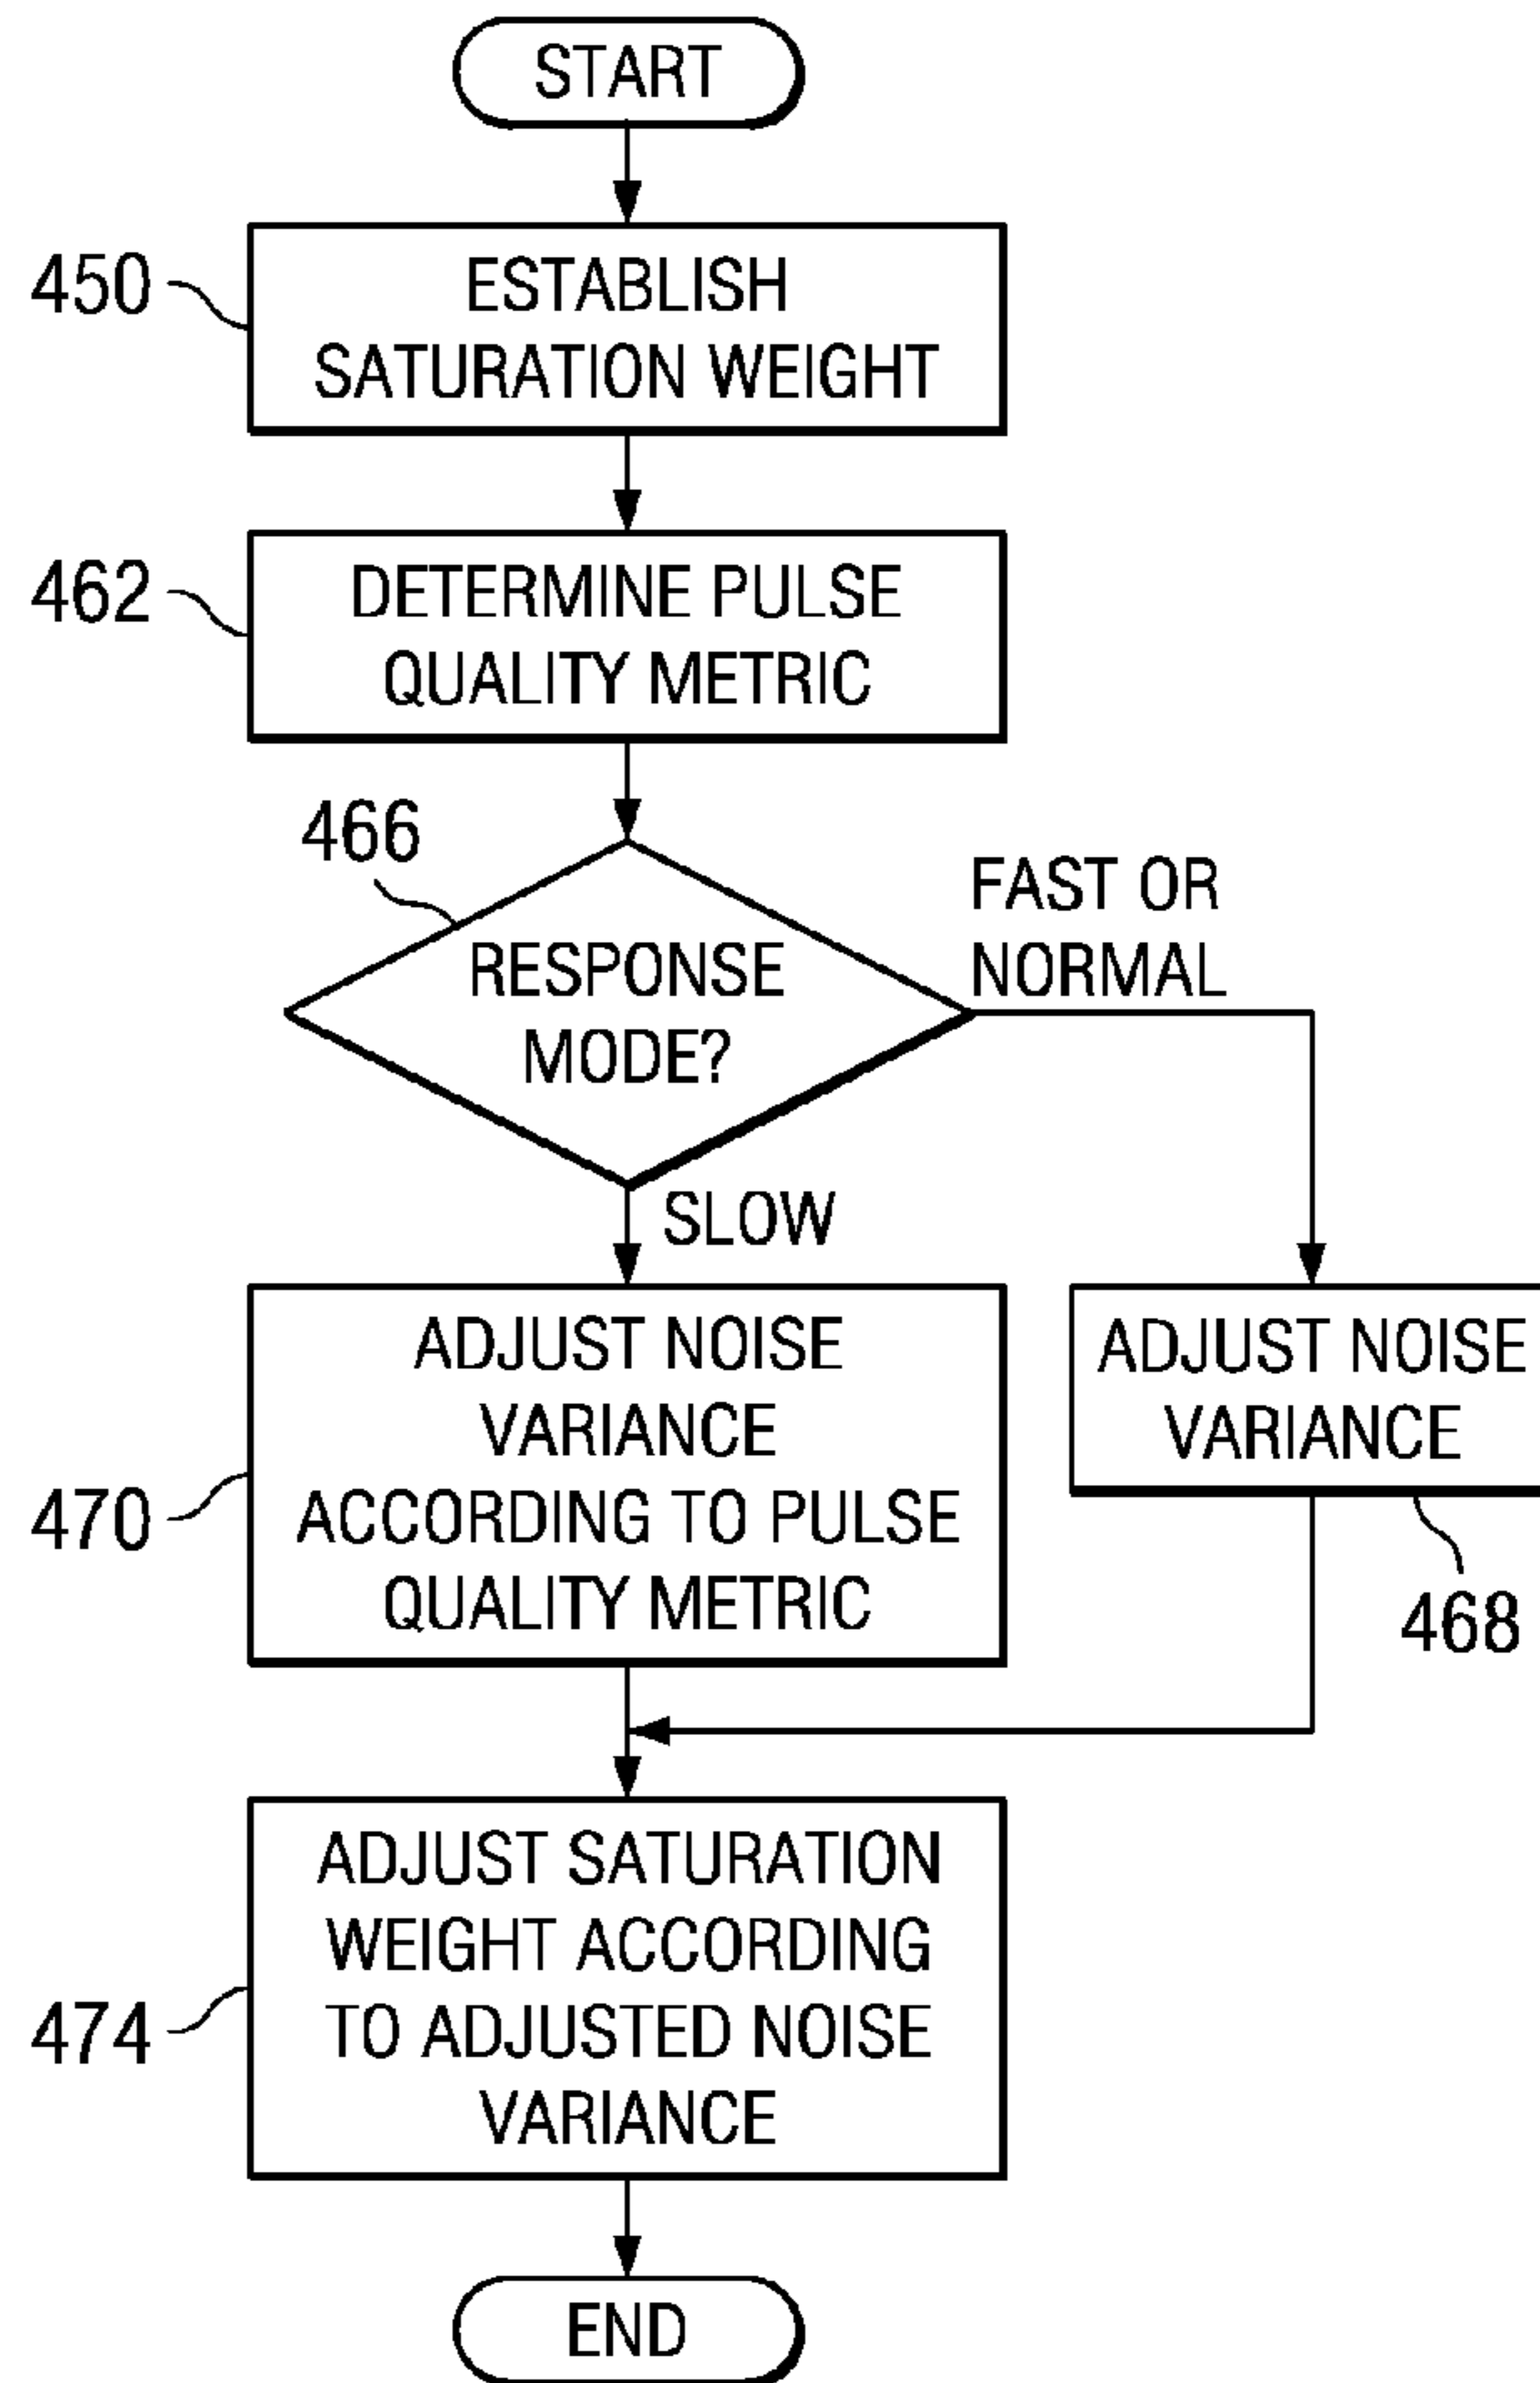 START
450
ESTABLISH
SATURATION WEIGHT
462
DETERMINE PULSE
QUALITY METRIC
466
RESPONSE
MODE?
FAST OR
NORMAL
SLOW
470
ADJUST NOISE
VARIANCE
ACCORDING TO PULSE
QUALITY METRIC
ADJUST NOISE
VARIANCE
468
474
ADJUST SATURATION
WEIGHT ACCORDING
TO ADJUSTED NOISE
VARIANCE
END